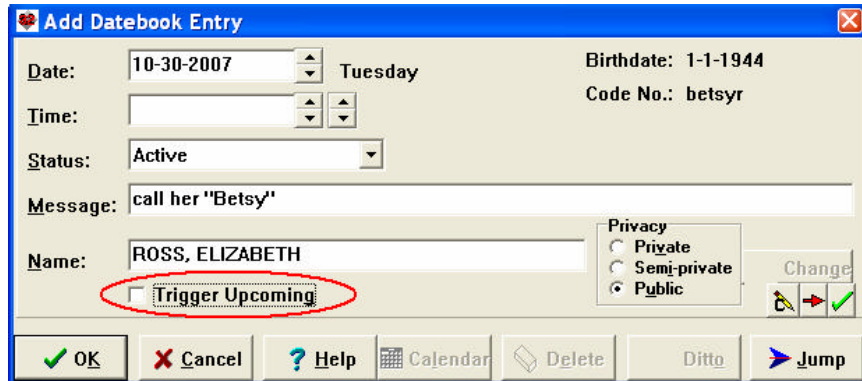 Add Datebook Entry
Date: 10-30-2007 Tuesday Birthdate: 1-1-1944
Code No.: betsyr
Time:
Status: Active
Message: call her "Betsy"
Privacy
Private
Name: ROSS, ELIZABETH
Semi-private
Change
Public
Trigger Upcoming
OK Cancel ? Help Calendar Delete Ditto Jump